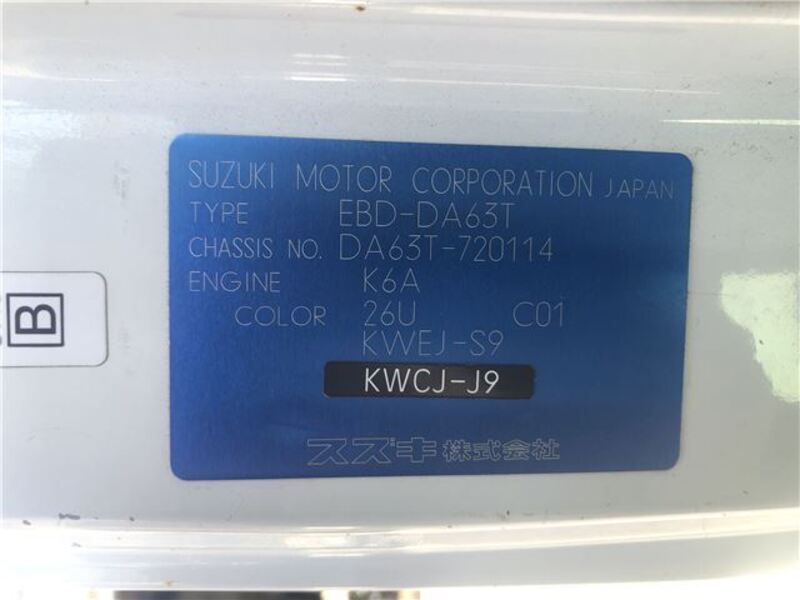 SUZUKI MOTOR CORPORATION JAPAN
TYPE EBD-DA63T
CHASSIS NO. DA63T-720114
ENGINE K6A
COLOR 26U C01
KWEJ-S9
KWCJ-J9
スズキ株式会社
B